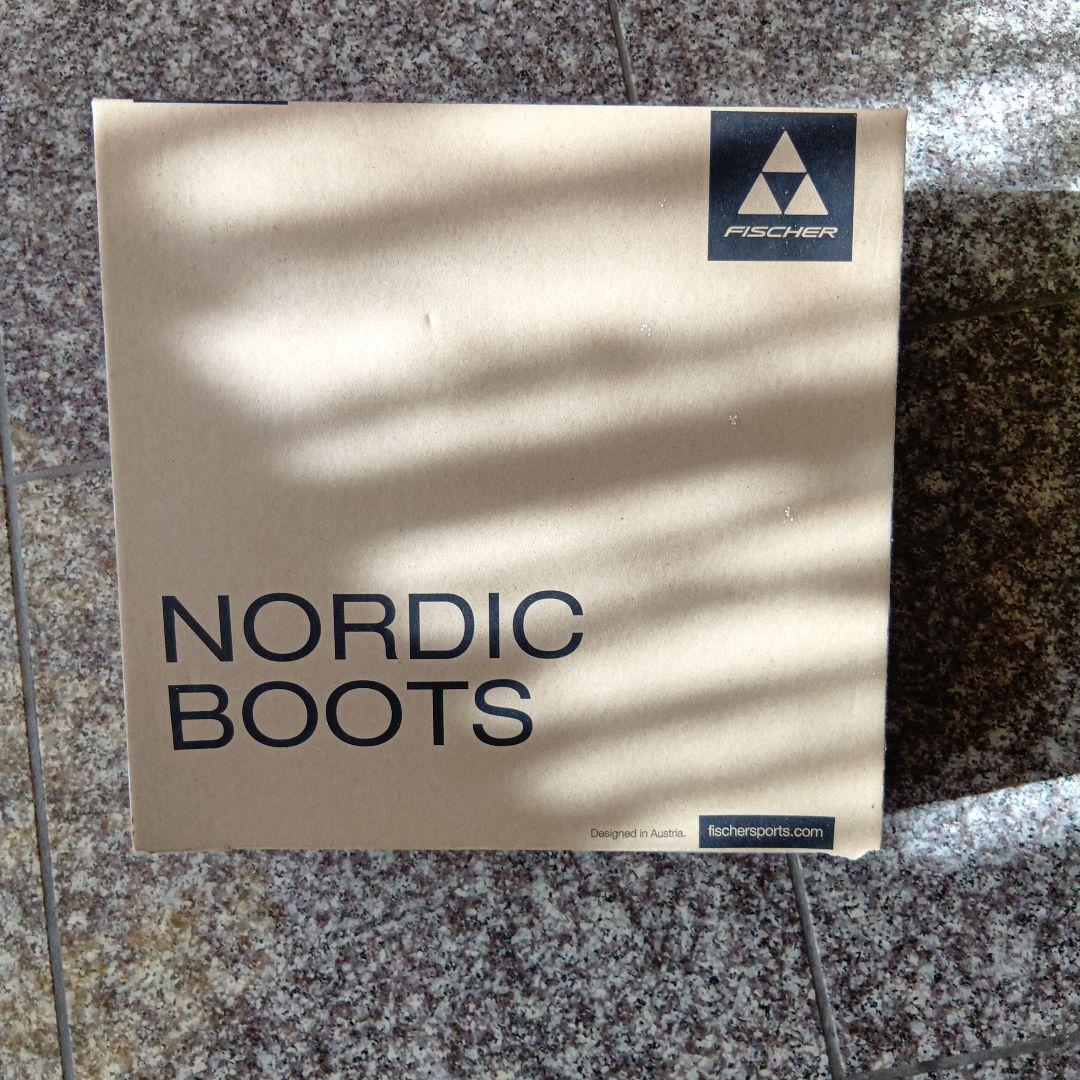 FISCHER
NORDIC
BOOTS
Designed in Austria.
fischersports.com